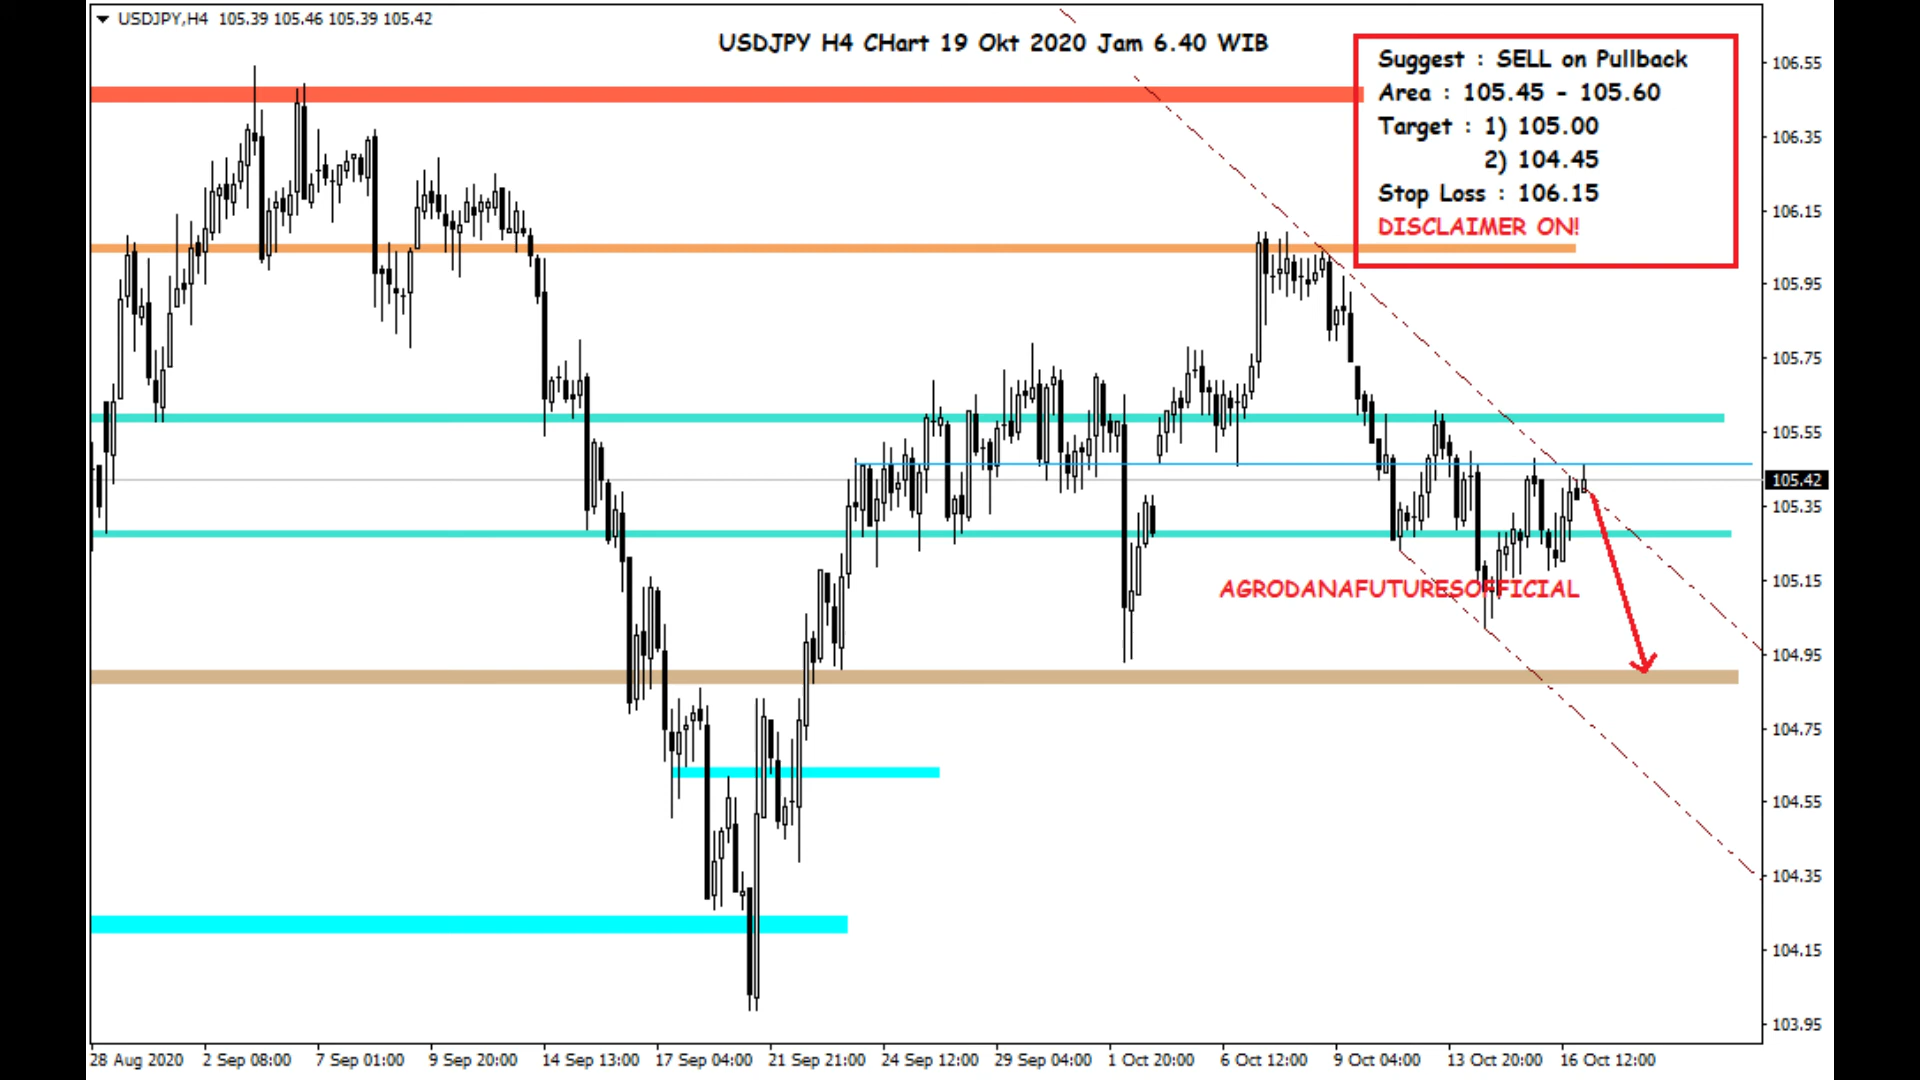 USDJPY,H4 105.39 105.46 105.39 105.42
USDJPY H4 CHart 19 Okt 2020 Jam 6.40 WIB
Suggest : SELL on Pullback
Area : 105.45 - 105.60
Target : 1) 105.00
2) 104.45
Stop Loss : 106.15
DISCLAIMER ON!
106.55
106.35
106.15
105.95
105.75
105.55
105.42
105.35
105.15
104.95
104.75
104.55
104.35
104.15
103.95
AGRODANAFUTURESOFFICIAL
28 Aug 2020 2 Sep 08:00 7 Sep 01:00 9 Sep 20:00 14 Sep 13:00 17 Sep 04:00 21 Sep 21:00 24 Sep 12:00 29 Sep 04:00 1 Oct 20:00 6 Oct 12:00 9 Oct 04:00 13 Oct 20:00 16 Oct 12:00